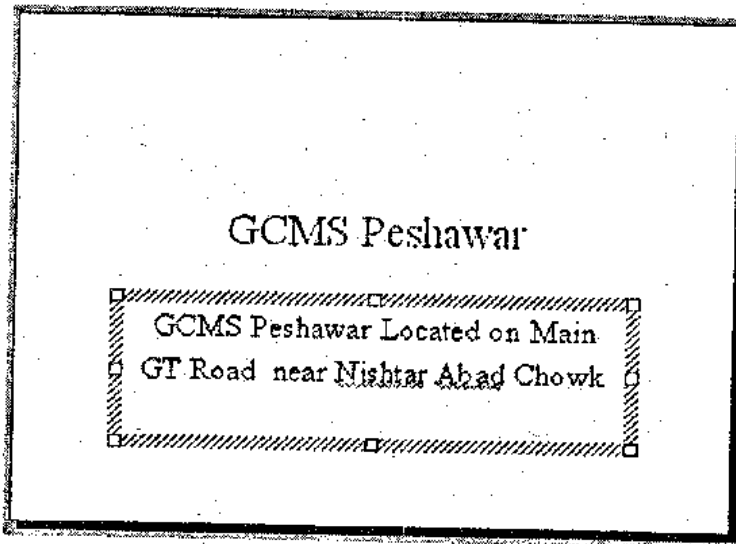 GCMS Peshawar
GCMS Peshawar Located on Main
GT Road near Nishtar Abad Chowk